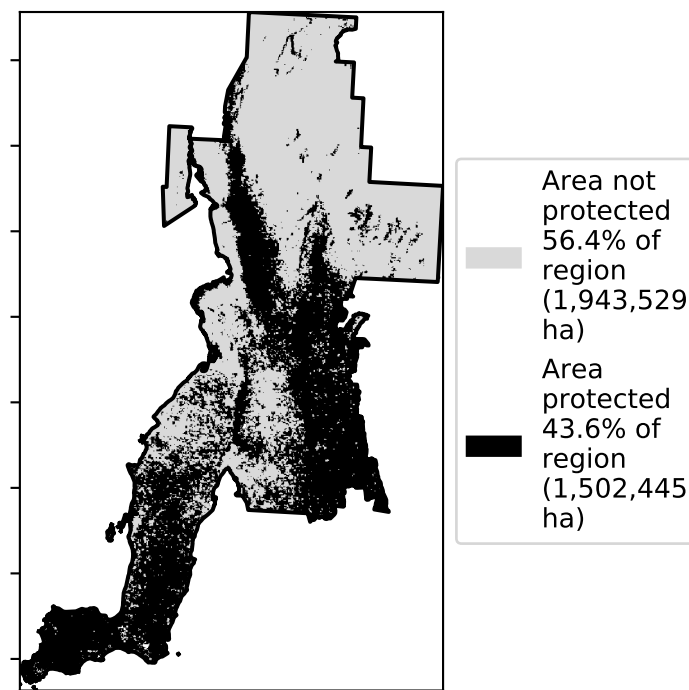 Area not
protected
56.4% of
region
(1,943,529
ha)
Area
protected
43.6% of
region
(1,502,445
ha)